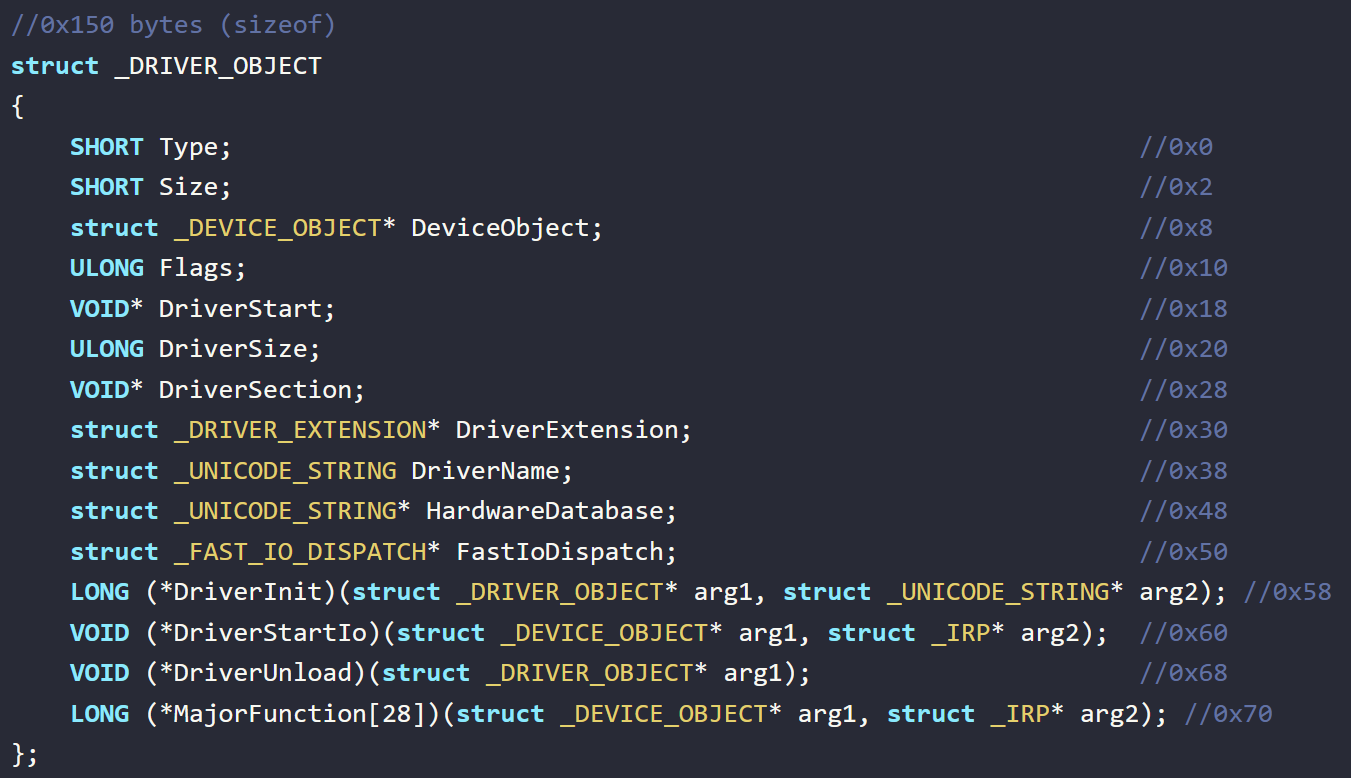 //0x150 bytes (sizeof)
struct _DRIVER_OBJECT
{
    SHORT Type;                                                             //0x0
    SHORT Size;                                                             //0x2
    struct _DEVICE_OBJECT* DeviceObject;                                    //0x8
    ULONG Flags;                                                            //0x10
    VOID* DriverStart;                                                      //0x18
    ULONG DriverSize;                                                       //0x20
    VOID* DriverSection;                                                    //0x28
    struct _DRIVER_EXTENSION* DriverExtension;                              //0x30
    struct _UNICODE_STRING DriverName;                                      //0x38
    struct _UNICODE_STRING* HardwareDatabase;                               //0x48
    struct _FAST_IO_DISPATCH* FastIoDispatch;                               //0x50
    LONG (*DriverInit)(struct _DRIVER_OBJECT* arg1, struct _UNICODE_STRING* arg2); //0x58
    VOID (*DriverStartIo)(struct _DEVICE_OBJECT* arg1, struct _IRP* arg2);  //0x60
    VOID (*DriverUnload)(struct _DRIVER_OBJECT* arg1);                      //0x68
    LONG (*MajorFunction[28])(struct _DEVICE_OBJECT* arg1, struct _IRP* arg2); //0x70
};